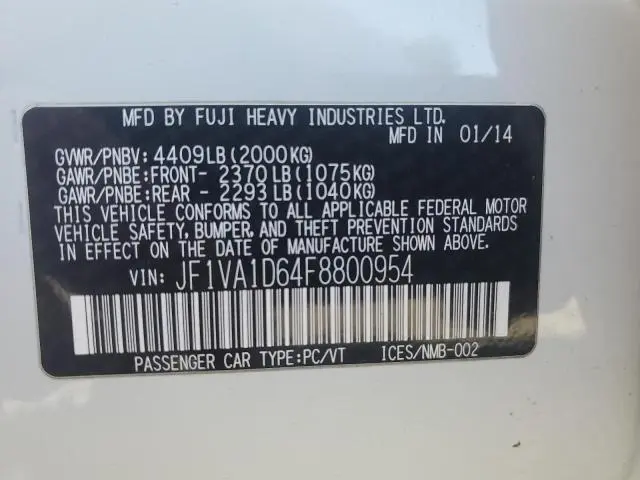 MFD BY FUJI HEAVY INDUSTRIES LTD.
MFD IN 01/14
GVWR/PNBV: 4409LB(2000KG)
GAWR/PNBE:FRONT- 2370LB(1075KG)
GAWR/PNBE:REAR - 2293LB(1040KG)
THIS VEHICLE CONFORMS TO ALL APPLICABLE FEDERAL MOTOR
VEHICLE SAFETY, BUMPER, AND THEFT PREVENTION STANDARDS
IN EFFECT ON THE DATE OF MANUFACTURE SHOWN ABOVE.
VIN: JF1VA1D64F8800954
PASSENGER CAR TYPE:PC/VT ICES/NMB-002